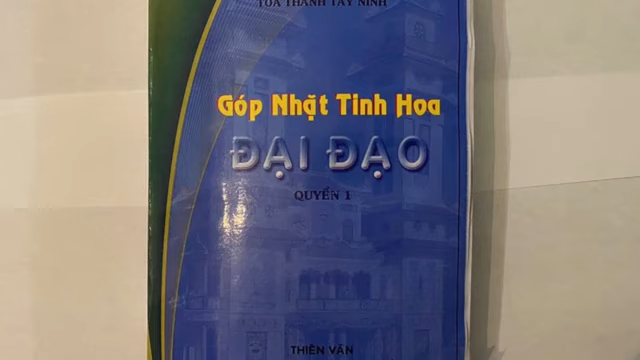 TÒA THÁNH TÂY NINH
Góp Nhặt Tinh Hoa
ĐẠI ĐẠO
QUYỂN 1
THIÊN VÂN